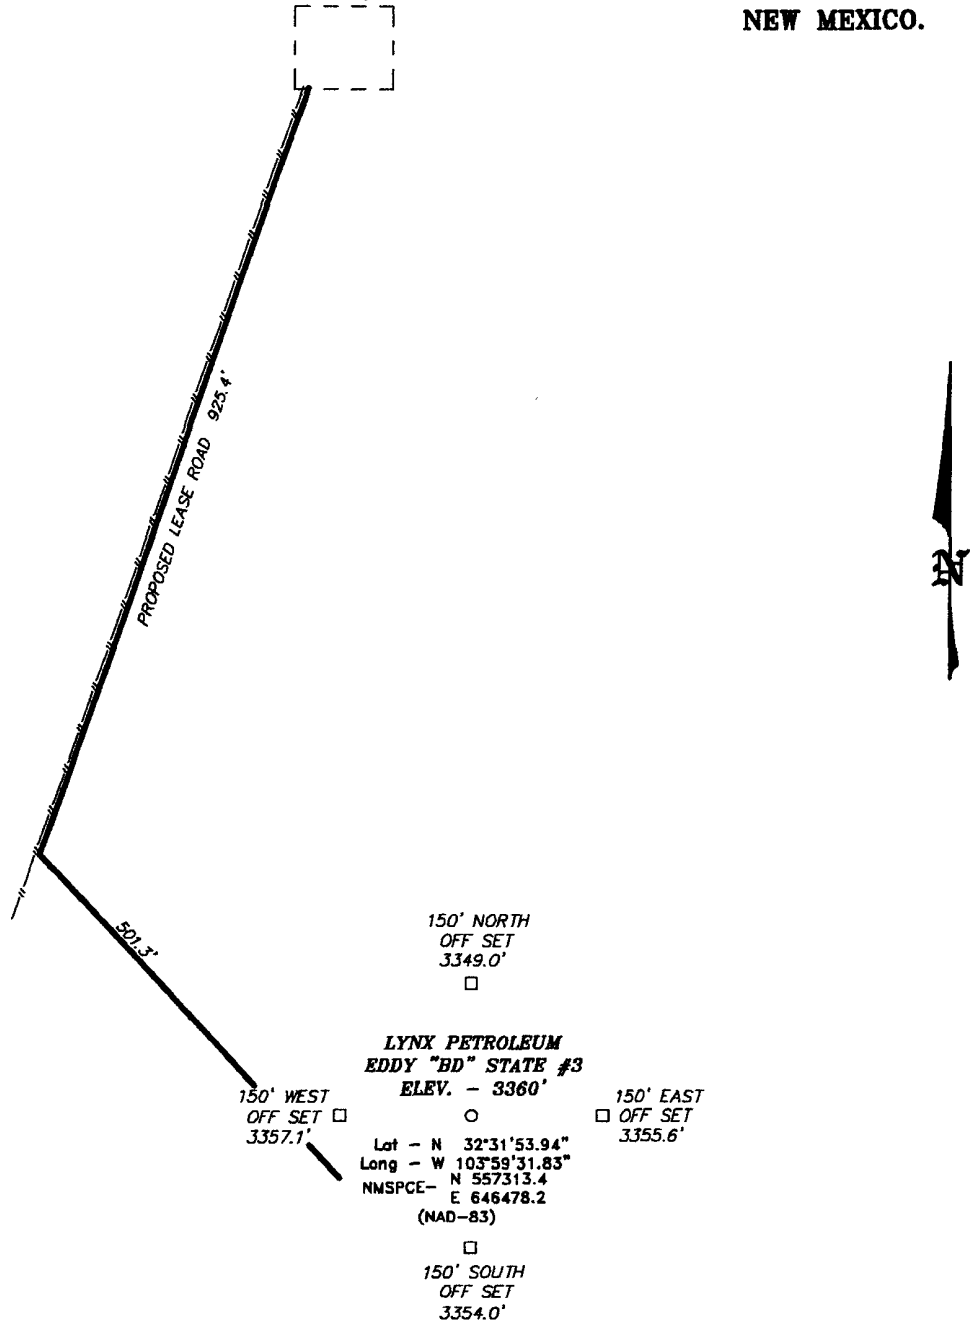 NEW MEXICO.
PROPOSED LEASE ROAD 925.4'
N
501.3'
150' NORTH
OFF SET
3349.0'
LYNX PETROLEUM
EDDY "BD" STATE #3
ELEV. - 3360'
150' WEST
OFF SET
3357.1'
150' EAST
OFF SET
3355.6'
Lat - N 32°31'53.94"
Long - W 103°59'31.83"
NMSPCE- N 557313.4
E 646478.2
(NAD-83)
150' SOUTH
OFF SET
3354.0'